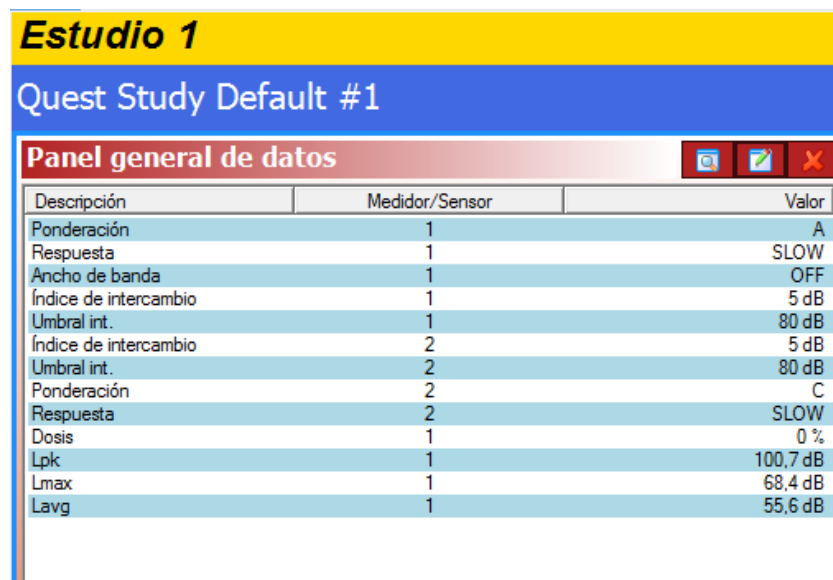 Estudio 1
Quest Study Default #1
Panel general de datos
Descripción Medidor/Sensor Valor
Ponderación 1 A
Respuesta 1 SLOW
Ancho de banda 1 OFF
Índice de intercambio 1 5 dB
Umbral int. 1 80 dB
Índice de intercambio 2 5 dB
Umbral int. 2 80 dB
Ponderación 2 C
Respuesta 2 SLOW
Dosis 1 0 %
Lpk 1 100,7 dB
Lmax 1 68,4 dB
Lavg 1 55,6 dB